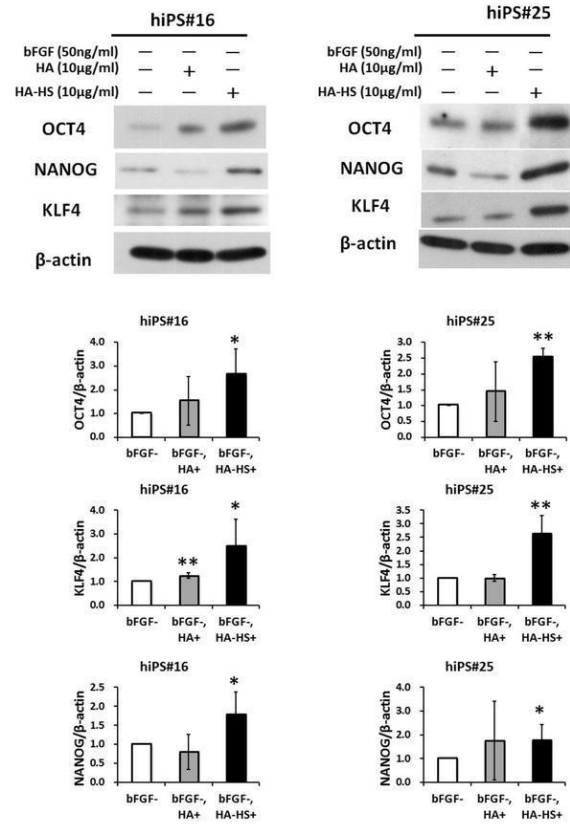 hiPS#16
bFGF (50ng/ml) — — —
HA (10μg/ml) — + —
HA-HS (10μg/ml) — — +
OCT4
NANOG
KLF4
β-actin
hiPS#25
bFGF (50ng/ml) — — —
HA (10μg/ml) — + —
HA-HS (10μg/ml) — — +
OCT4
NANOG
KLF4
β-actin
hiPS#16
OCT4/β-actin
4.0
3.0
2.0
1.0
0.0
*
bFGF- bFGF-, bFGF-,
HA+ HA-HS+
hiPS#25
OCT4/β-actin
3.0
2.5
2.0
1.5
1.0
0.5
0.0
**
bFGF- bFGF-, bFGF-,
HA+ HA-HS+
hiPS#16
KLF4/β-actin
4.0
3.0
2.0
1.0
0.0
** *
bFGF- bFGF-, bFGF-,
HA+ HA-HS+
hiPS#25
KLF4/β-actin
3.5
3.0
2.5
2.0
1.5
1.0
0.5
0.0
**
bFGF- bFGF-, bFGF-,
HA+ HA-HS+
hiPS#16
NANOG/β-actin
2.5
2.0
1.5
1.0
0.5
0.0
*
bFGF- bFGF-, bFGF-,
HA+ HA-HS+
hiPS#25
NANOG/β-actin
4.0
3.0
2.0
1.0
0.0
*
bFGF- bFGF-, bFGF-,
HA+ HA-HS+